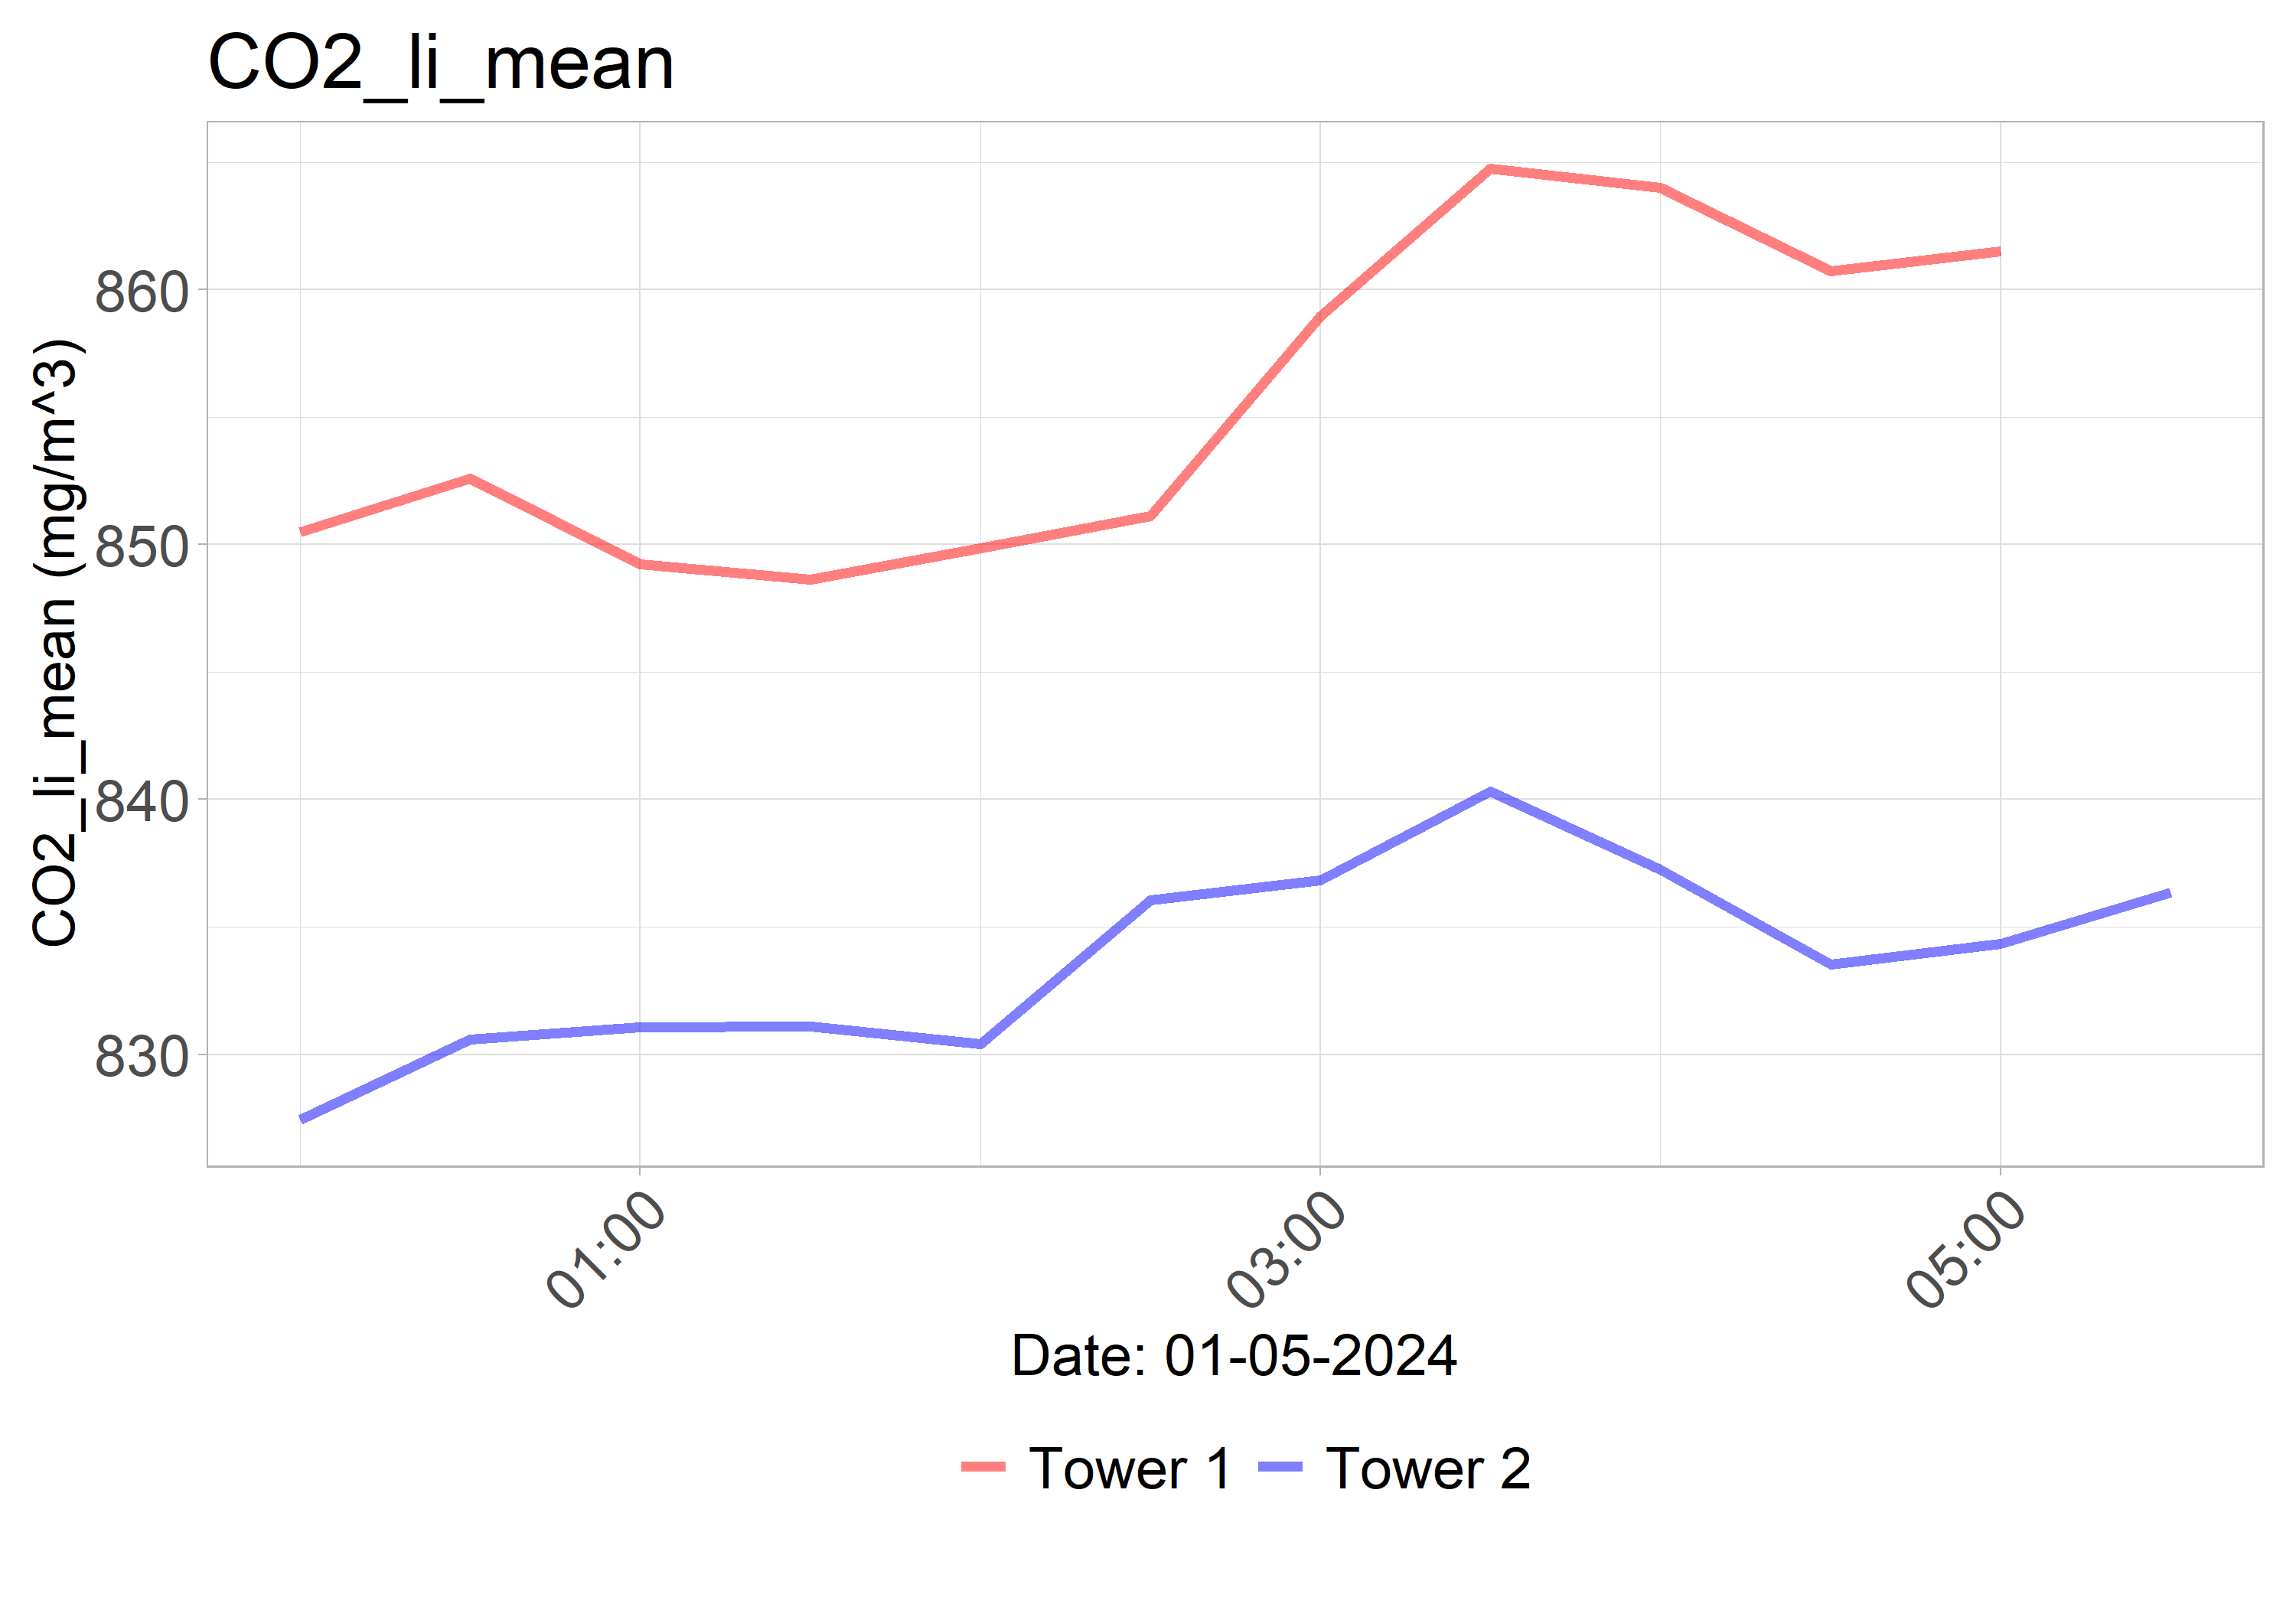 CO2_li_mean
CO2_li_mean (mg/m^3)
860
850
840
830
01:00
03:00
05:00
Date: 01-05-2024
Tower 1
Tower 2